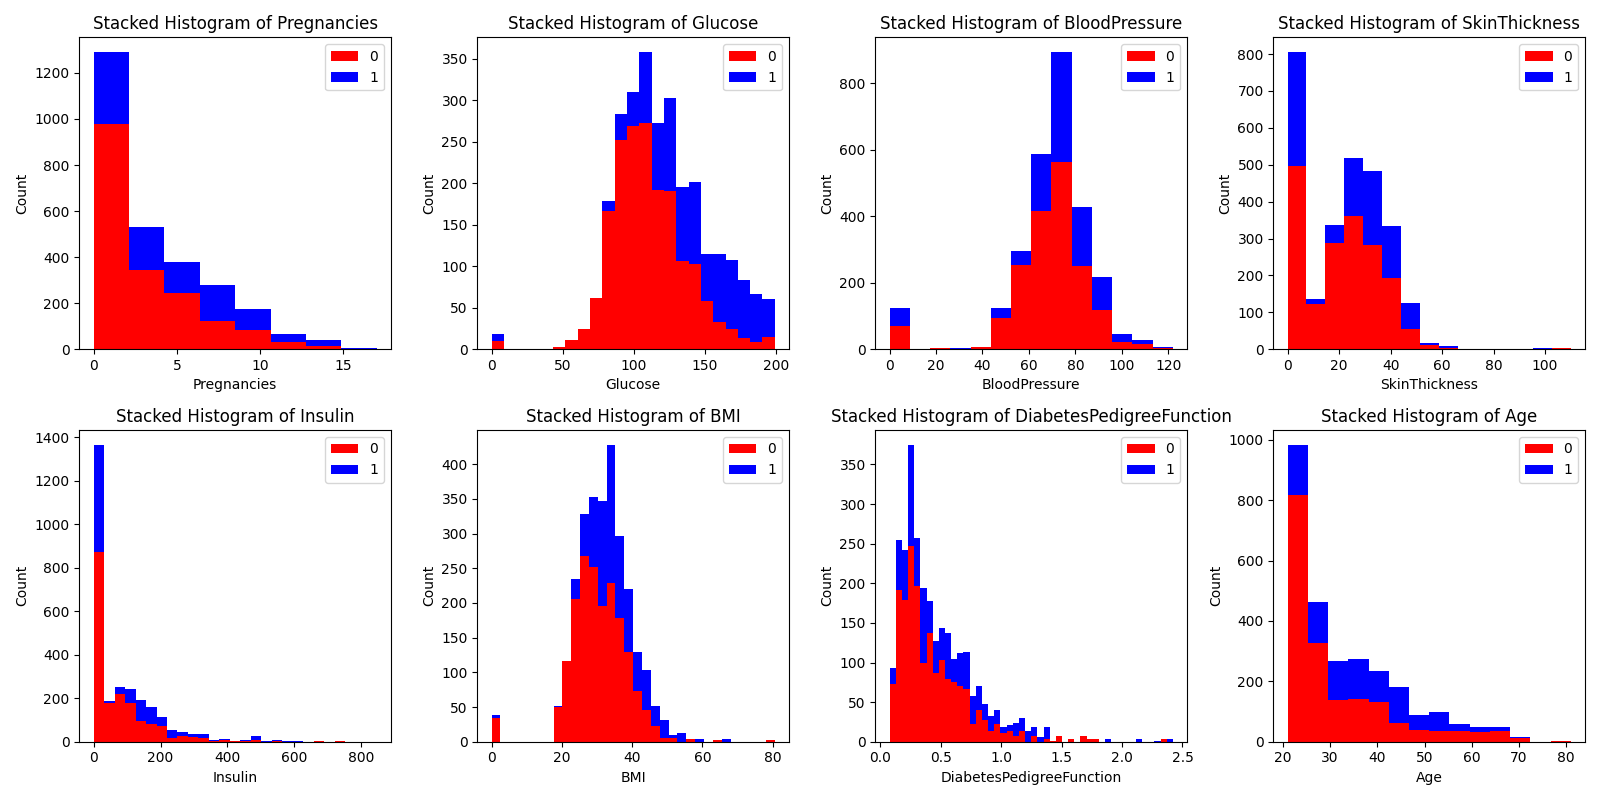 Stacked Histogram of Pregnancies
1200
1000
800
600
400
200
0
0 5 10 15
Count
Pregnancies
0
1
Stacked Histogram of Glucose
350
300
250
200
150
100
50
0
0 50 100 150 200
Count
Glucose
0
1
Stacked Histogram of BloodPressure
800
600
400
200
0
0 20 40 60 80 100 120
Count
BloodPressure
0
1
Stacked Histogram of SkinThickness
800
700
600
500
400
300
200
100
0
0 20 40 60 80 100
Count
SkinThickness
0
1
Stacked Histogram of Insulin
1400
1200
1000
800
600
400
200
0
0 200 400 600 800
Count
Insulin
0
1
Stacked Histogram of BMI
400
350
300
250
200
150
100
50
0
0 20 40 60 80
Count
BMI
0
1
Stacked Histogram of DiabetesPedigreeFunction
350
300
250
200
150
100
50
0
0.0 0.5 1.0 1.5 2.0 2.5
Count
DiabetesPedigreeFunction
0
1
Stacked Histogram of Age
1000
800
600
400
200
0
20 30 40 50 60 70 80
Count
Age
0
1